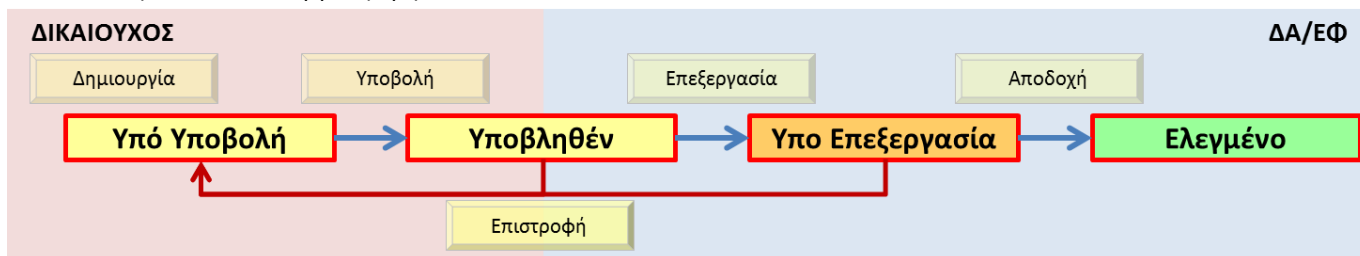 ΔΙΚΑΙΟΥΧΟΣ ΔΑ/ΕΦ
Δημιουργία Υποβολή Επεξεργασία Αποδοχή
Υπό Υποβολή Υποβληθέν Υπο Επεξεργασία Ελεγμένο
Επιστροφή